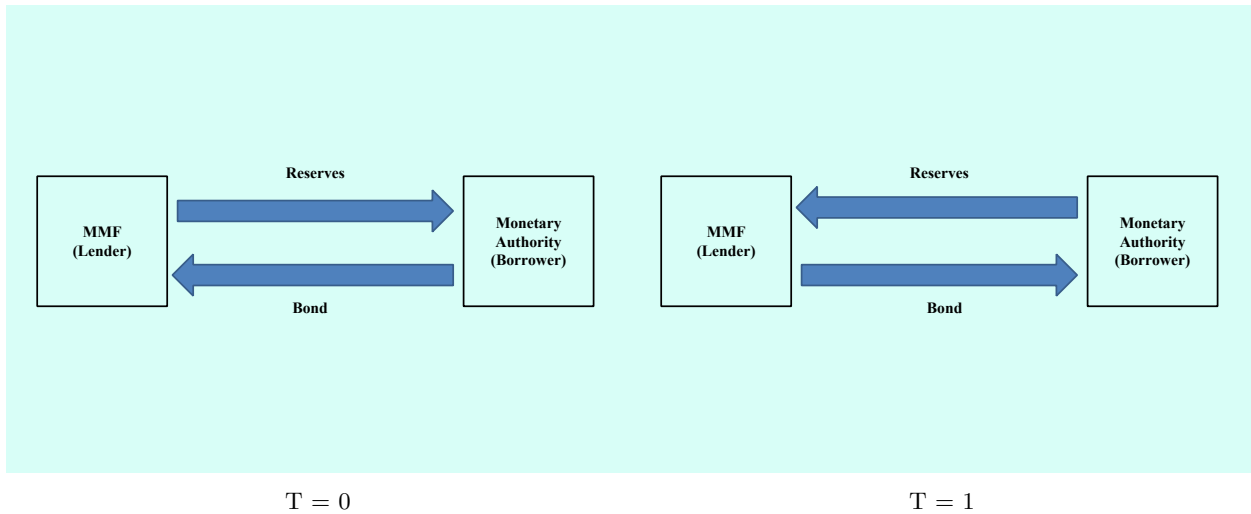 Reserves
MMF
(Lender)
Monetary
Authority
(Borrower)
Bond
Reserves
MMF
(Lender)
Monetary
Authority
(Borrower)
Bond
T = 0
T = 1